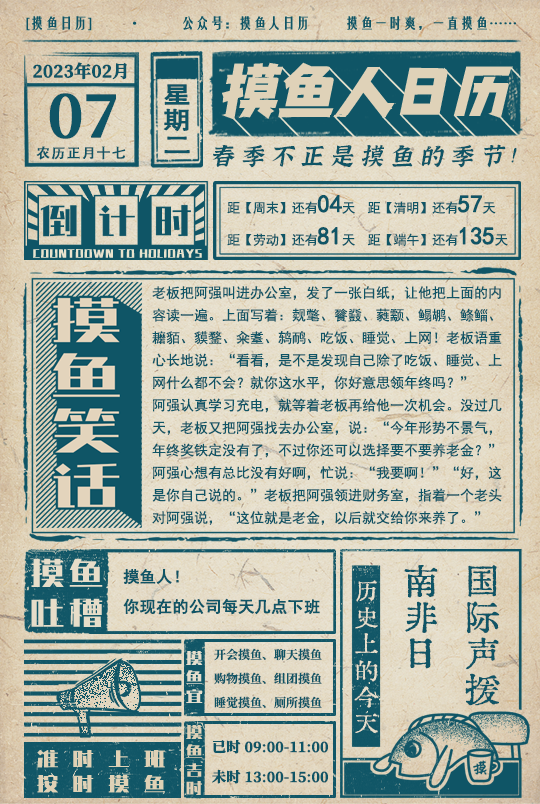 [摸鱼日历] · 公众号：摸鱼人日历 摸鱼一时爽，一直摸鱼……
2023年02月
07
农历正月十七
星期二
摸鱼人日历
春季不正是摸鱼的季节！
倒计时
COUNTDOWN TO HOLIDAYS
距【周末】还有04天 距【清明】还有57天
距【劳动】还有81天 距【端午】还有135天
摸鱼笑话
老板把阿强叫进办公室，发了一张白纸，让他把上面的内
容读一遍。上面写着：觌氅、饕餮、
吃饭、睡觉、上网！老板语重
心长地说：“看看，是不是发现自己除了吃饭、睡觉、上
网什么都不会？就你这水平，你好意思领年终吗？”
阿强认真学习充电，就等着老板再给他一次机会。没过几
天，老板又把阿强找去办公室，说：“今年形势不景气，
年终奖铁定没有了，不过你还可以选择要不要养老金？”
阿强心想有总比没有好啊，忙说：“我要啊！”“好，这
是你自己说的。”老板把阿强领进财务室，指着一个老头
对阿强说，“这位就是老金，以后就交给你来养了。”
摸鱼
吐槽
摸鱼人！
你现在的公司每天几点下班
准时上班
按时摸鱼
摸鱼宜
开会摸鱼、聊天摸鱼
购物摸鱼、组团摸鱼
睡觉摸鱼、厕所摸鱼
摸鱼吉时
巳时 09:00-11:00
未时 13:00-15:00
历史上的今天
国际声援
南非日
摸